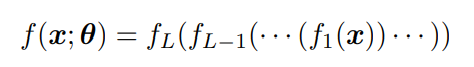 f(x; θ) = f_L(f_{L−1}(⋯(f_1(x))⋯))